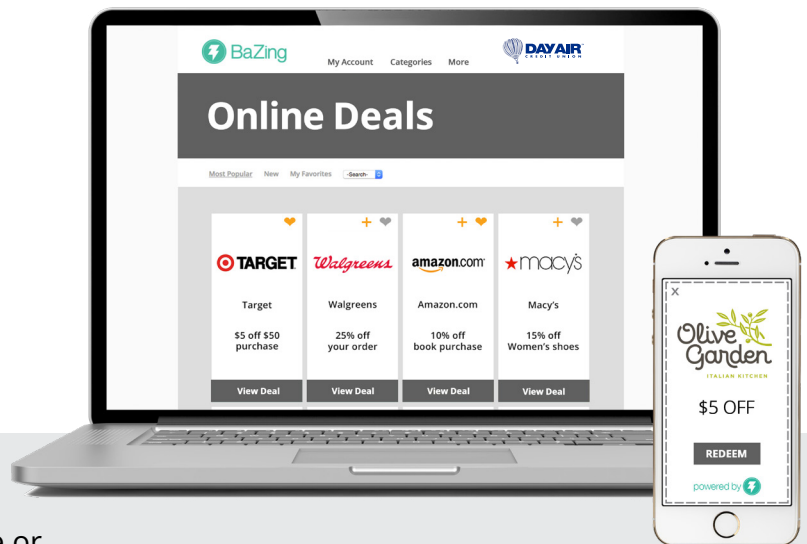 BaZing
My Account Categories More
DAYAIR
CREDIT UNION
Online Deals
Most Popular New My Favorites -Search-
TARGET
Walgreens
amazon.com
macy's
Target
Walgreens
Amazon.com
Macy's
$5 off $50
purchase
25% off
your order
10% off
book purchase
15% off
Women's shoes
View Deal View Deal View Deal View Deal
X
Olive
Garden
ITALIAN KITCHEN
$5 OFF
REDEEM
powered by
or